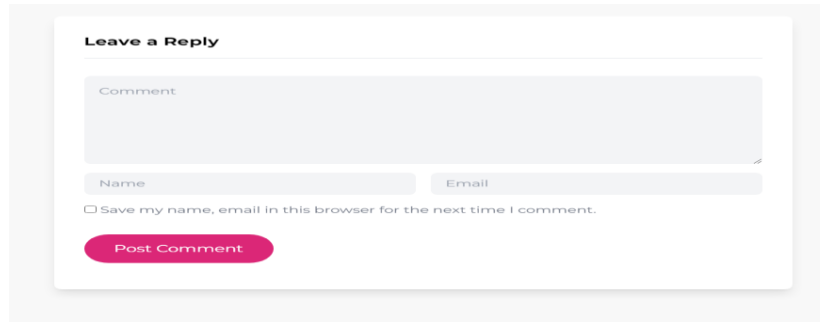 Leave a Reply
Comment
Name Email
Save my name, email in this browser for the next time I comment.
Post Comment